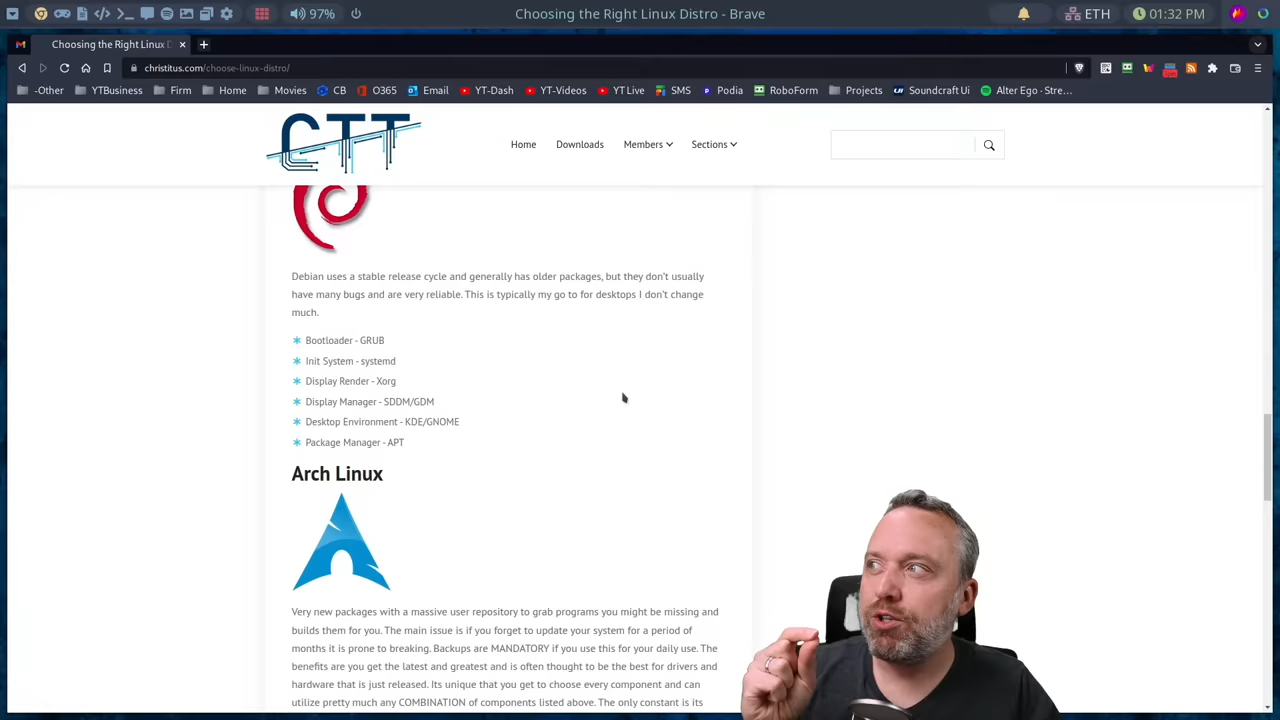 97%
Choosing the Right Linux Distro - Brave
ETH
01:32 PM
Choosing the Right Linux D
christitus.com/choose-linux-distro/
-Other
YTBusiness
Firm
Home
Movies
CB
O365
Email
YT-Dash
YT-Videos
YT Live
SMS
Podia
RoboForm
Projects
Soundcraft Ui
Alter Ego - Stre...
CTT
Home
Downloads
Members
Sections
Debian uses a stable release cycle and generally has older packages, but they don't usually
have many bugs and are very reliable. This is typically my go to for desktops I don't change
much.
Bootloader - GRUB
Init System - systemd
Display Render - Xorg
Display Manager - SDDM/GDM
Desktop Environment - KDE/GNOME
Package Manager - APT
Arch Linux
Very new packages with a massive user repository to grab programs you might be missing and
builds them for you. The main issue is if you forget to update your system for a period of
months it is prone to breaking. Backups are MANDATORY if you use this for your daily use. The
benefits are you get the latest and greatest and is often thought to be the best for drivers and
hardware that is just released. Its unique that you get to choose every component and can
utilize pretty much any COMBINATION of components listed above. The only constant is its